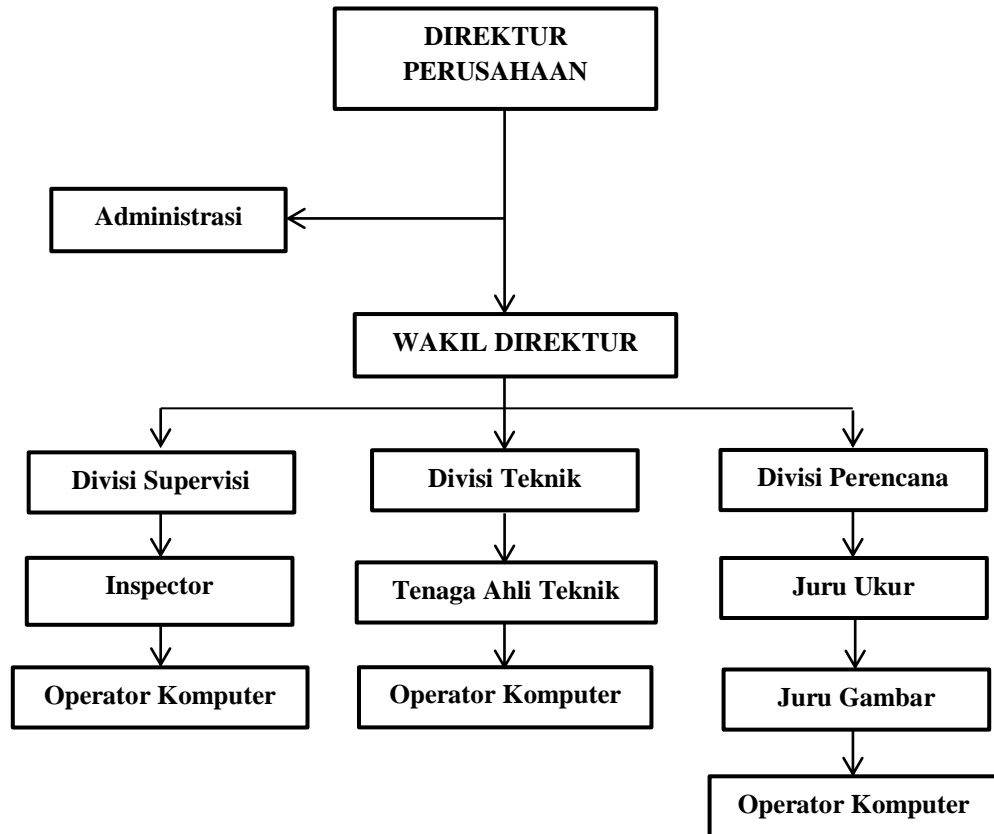 DIREKTUR
PERUSAHAAN
Administrasi
WAKIL DIREKTUR
Divisi Supervisi
Divisi Teknik
Divisi Perencana
Inspector
Tenaga Ahli Teknik
Juru Ukur
Operator Komputer
Operator Komputer
Juru Gambar
Operator Komputer